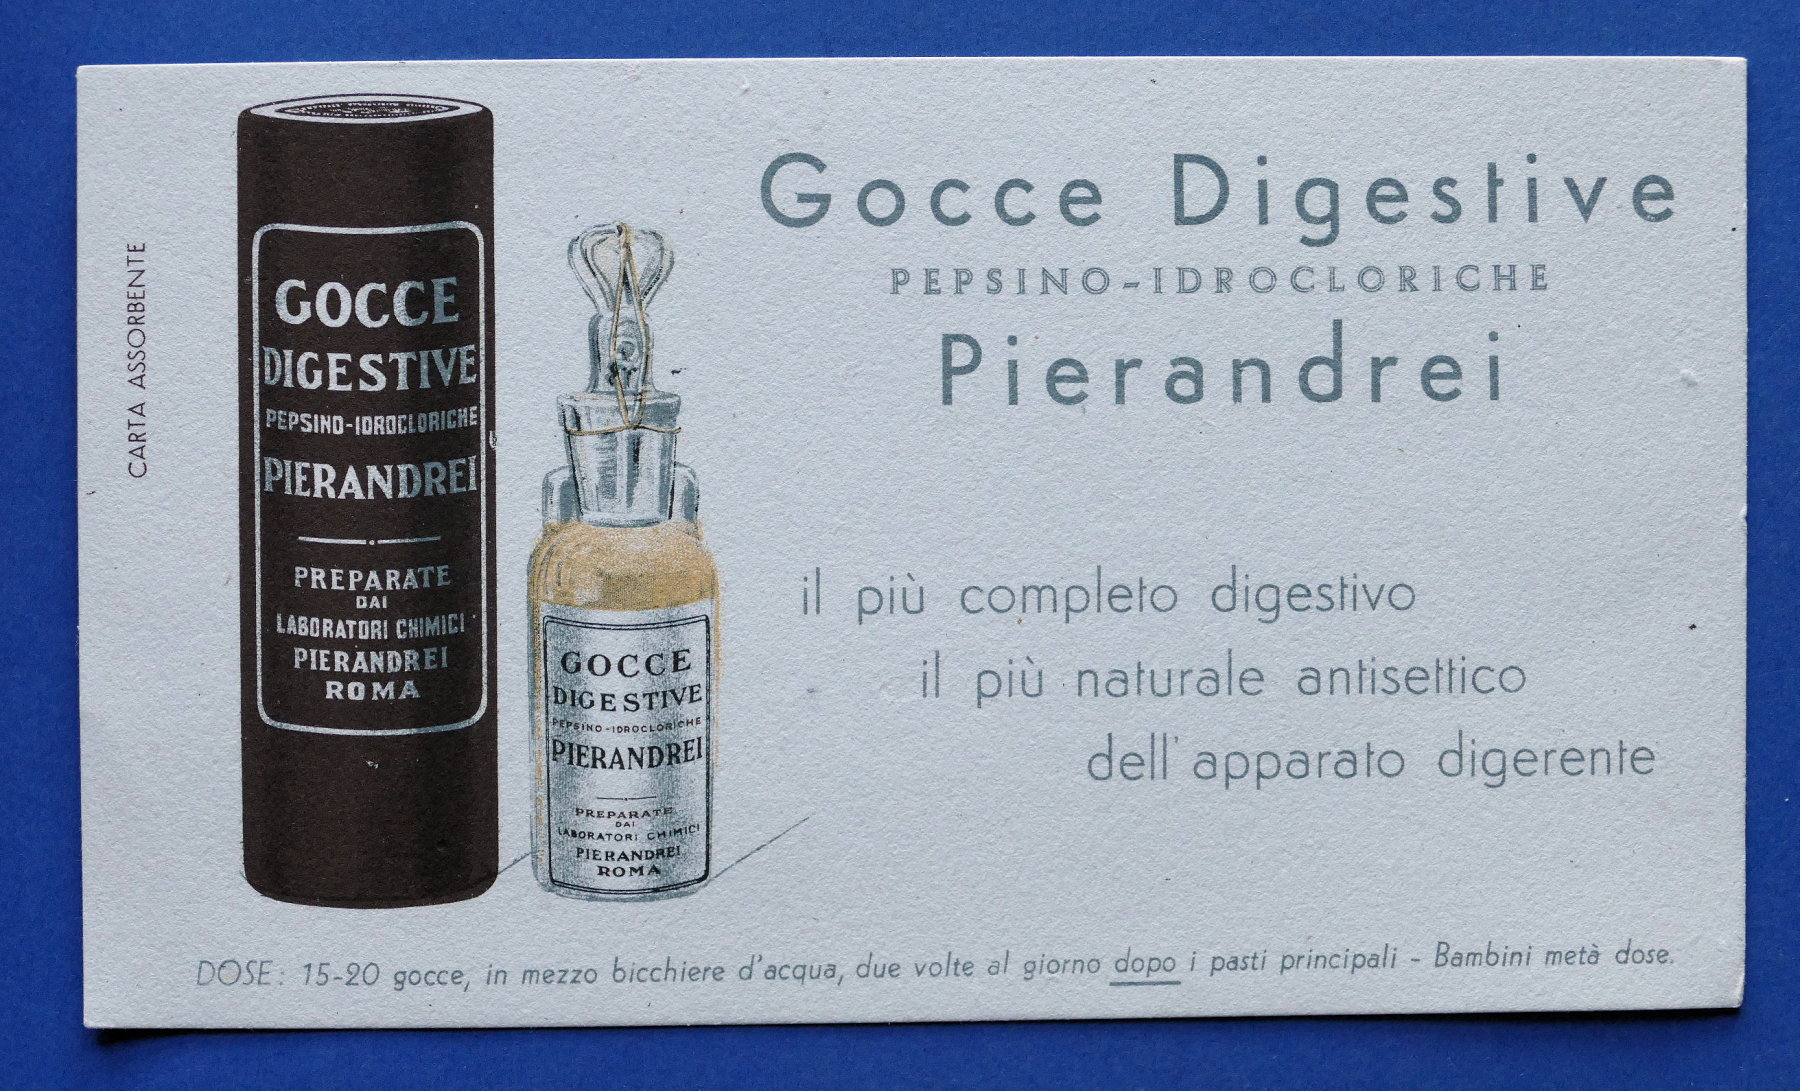 CARTA ASSORBENTE
GOCCE
DIGESTIVE
PEPSINO-IDROCLORICHE
PIERANDREI
PREPARATE
DAI
LABORATORI CHIMICI
PIERANDREI
ROMA
GOCCE
DIGESTIVE
PEPSINO-IDROCLORICHE
PIERANDREI
PREPARATE
DAI
LABORATORI CHIMICI
PIERANDREI
ROMA
Gocce Digestive
PEPSINO-IDROCLORICHE
Pierandrei
il più completo digestivo
il più naturale antisettico
dell'apparato digerente
DOSE: 15-20 gocce, in mezzo bicchiere d'acqua, due volte al giorno dopo i pasti principali - Bambini metà dose.